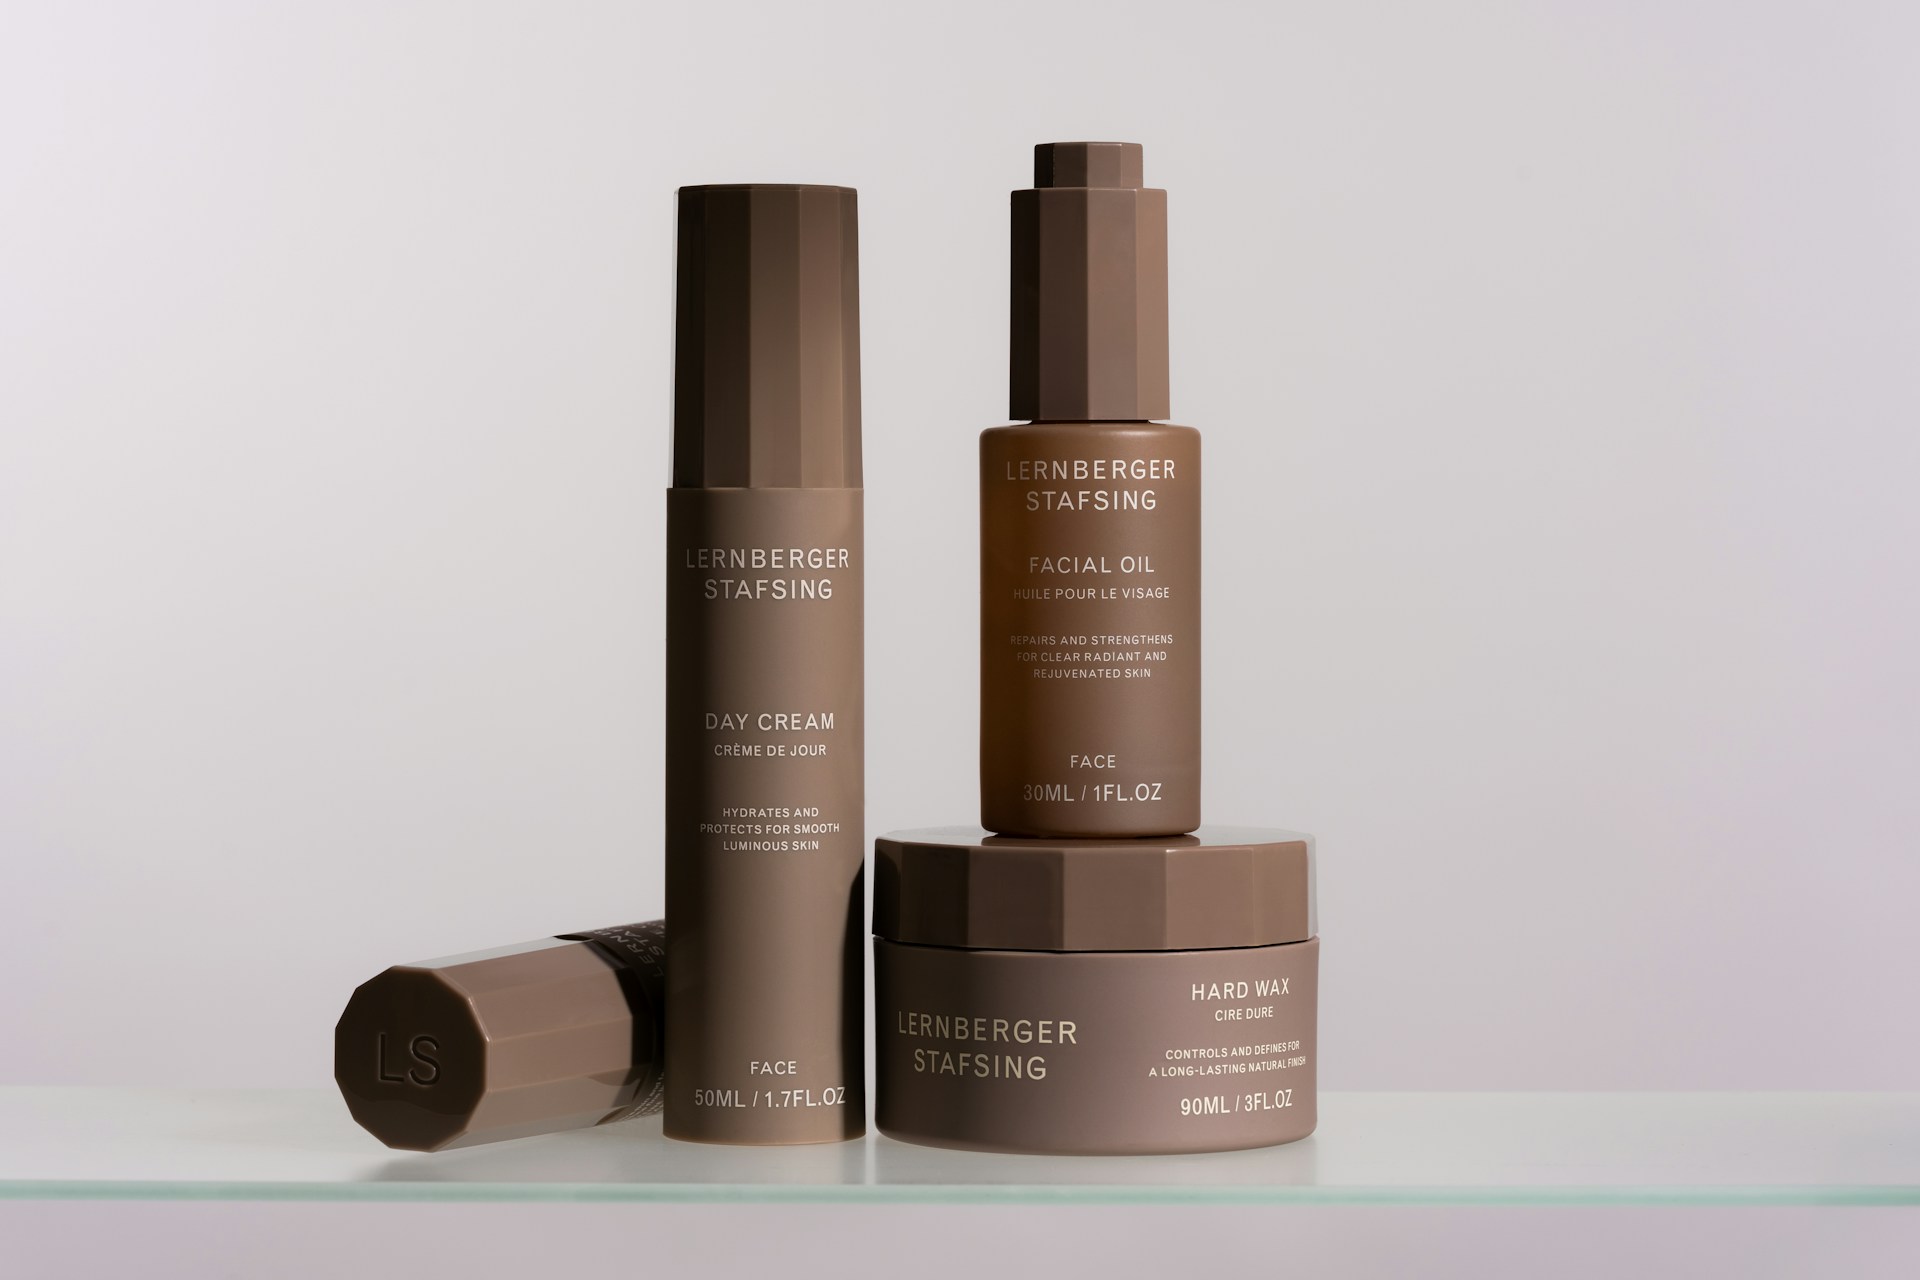 LERNBERGER
STAFSING
DAY CREAM
CRÈME DE JOUR
HYDRATES AND
PROTECTS FOR SMOOTH
LUMINOUS SKIN
FACE
50ML / 1.7FL.OZ
LERNBERGER
STAFSING
FACIAL OIL
HUILE POUR LE VISAGE
REPAIRS AND STRENGTHENS
FOR CLEAR RADIANT AND
REJUVENATED SKIN
FACE
30ML / 1FL.OZ
LERNBERGER
STAFSING
HARD WAX
CIRE DURE
CONTROLS AND DEFINES FOR
A LONG-LASTING NATURAL FINISH
90ML / 3FL.OZ
LS